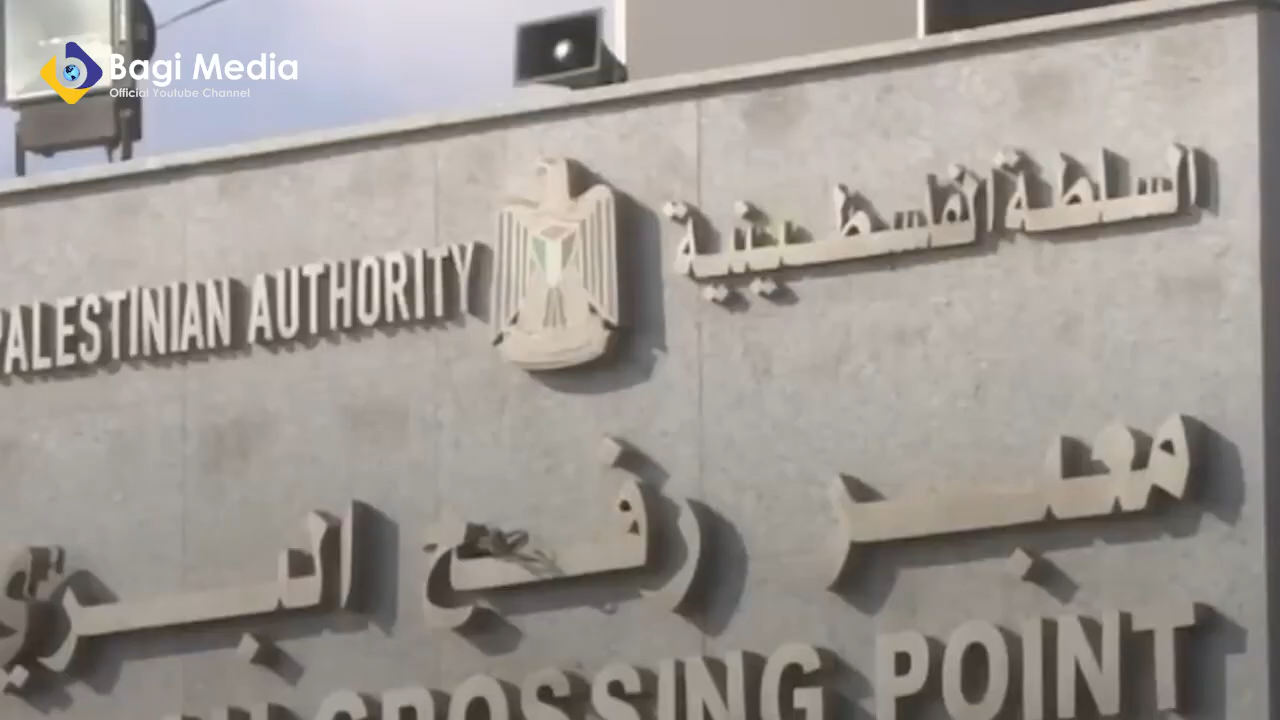 Bagi Media
Official Youtube Channel
PALESTINIAN AUTHORITY
السلطة الفلسطينية
معبر رفح البري
CROSSING POINT